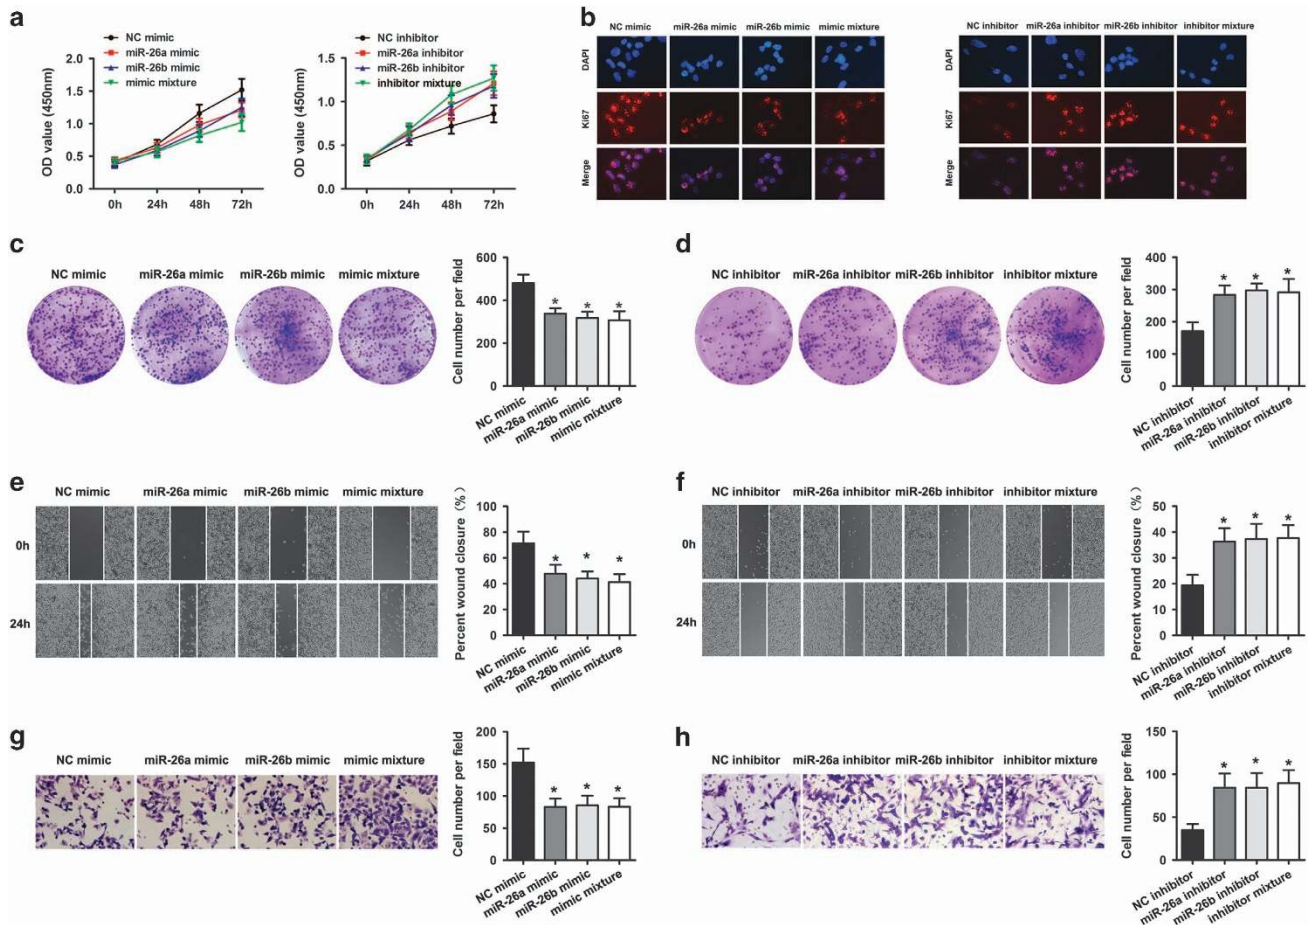 a
NC mimic
miR-26a mimic
miR-26b mimic
mimic mixture
OD value (450nm)
2.0
1.5
1.0
0.5
0.0
0h 24h 48h 72h
NC inhibitor
miR-26a inhibitor
miR-26b inhibitor
inhibitor mixture
OD value (450nm)
1.5
1.0
0.5
0.0
0h 24h 48h 72h
b
NC mimic miR-26a mimic miR-26b mimic mimic mixture
DAPI
Ki67
Merge
NC inhibitor miR-26a inhibitor miR-26b inhibitor inhibitor mixture
DAPI
Ki67
Merge
c
NC mimic miR-26a mimic miR-26b mimic mimic mixture
Cell number per field
600
400
200
0
* * *
NC mimic
miR-26a mimic
miR-26b mimic
mimic mixture
d
NC inhibitor miR-26a inhibitor miR-26b inhibitor inhibitor mixture
Cell number per field
400
300
200
100
0
* * *
NC inhibitor
miR-26a inhibitor
miR-26b inhibitor
inhibitor mixture
e
NC mimic miR-26a mimic miR-26b mimic mimic mixture
0h
24h
Percent wound closure (%)
100
80
60
40
20
0
* * *
NC mimic
miR-26a mimic
miR-26b mimic
mimic mixture
f
NC inhibitor miR-26a inhibitor miR-26b inhibitor inhibitor mixture
0h
24h
Percent wound closure (%)
50
40
30
20
10
0
* * *
NC inhibitor
miR-26a inhibitor
miR-26b inhibitor
inhibitor mixture
g
NC mimic miR-26a mimic miR-26b mimic mimic mixture
Cell number per field
200
150
100
50
0
* * *
NC mimic
miR-26a mimic
miR-26b mimic
mimic mixture
h
NC inhibitor miR-26a inhibitor miR-26b inhibitor inhibitor mixture
Cell number per field
150
100
50
0
* * *
NC inhibitor
miR-26a inhibitor
miR-26b inhibitor
inhibitor mixture